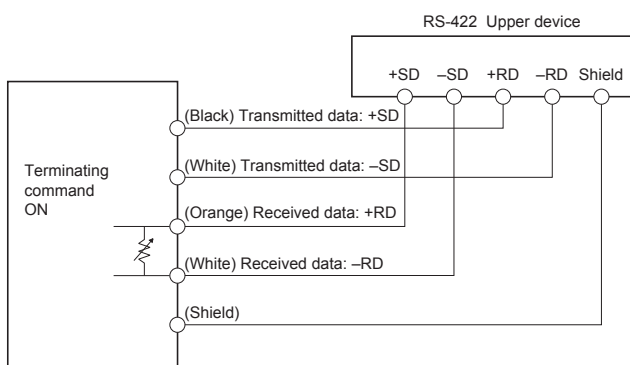 RS-422 Upper device
+SD –SD +RD –RD Shield
(Black) Transmitted data: +SD
(White) Transmitted data: –SD
Terminating
command
ON
(Orange) Received data: +RD
(White) Received data: –RD
(Shield)